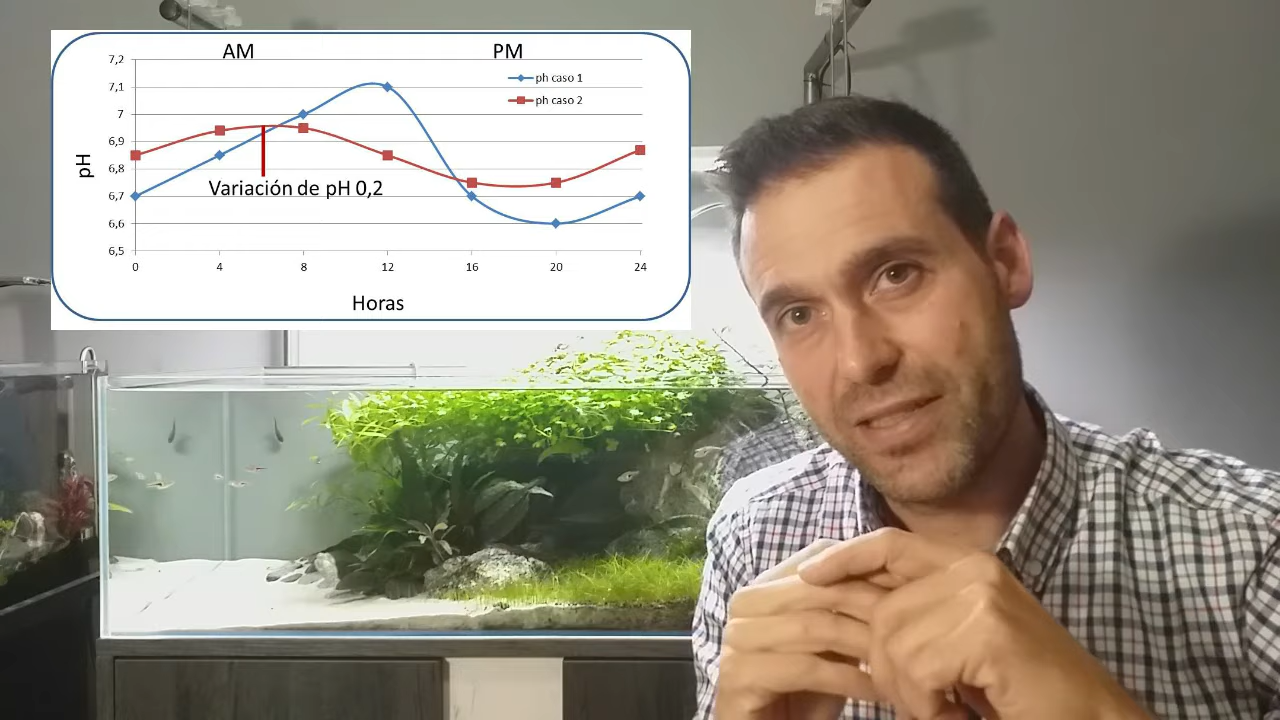 AM PM
7,2
7,1
7
6,9
6,8
6,7
6,6
6,5
pH
ph caso 1
ph caso 2
Variación de pH 0,2
0 4 8 12 16 20 24
Horas